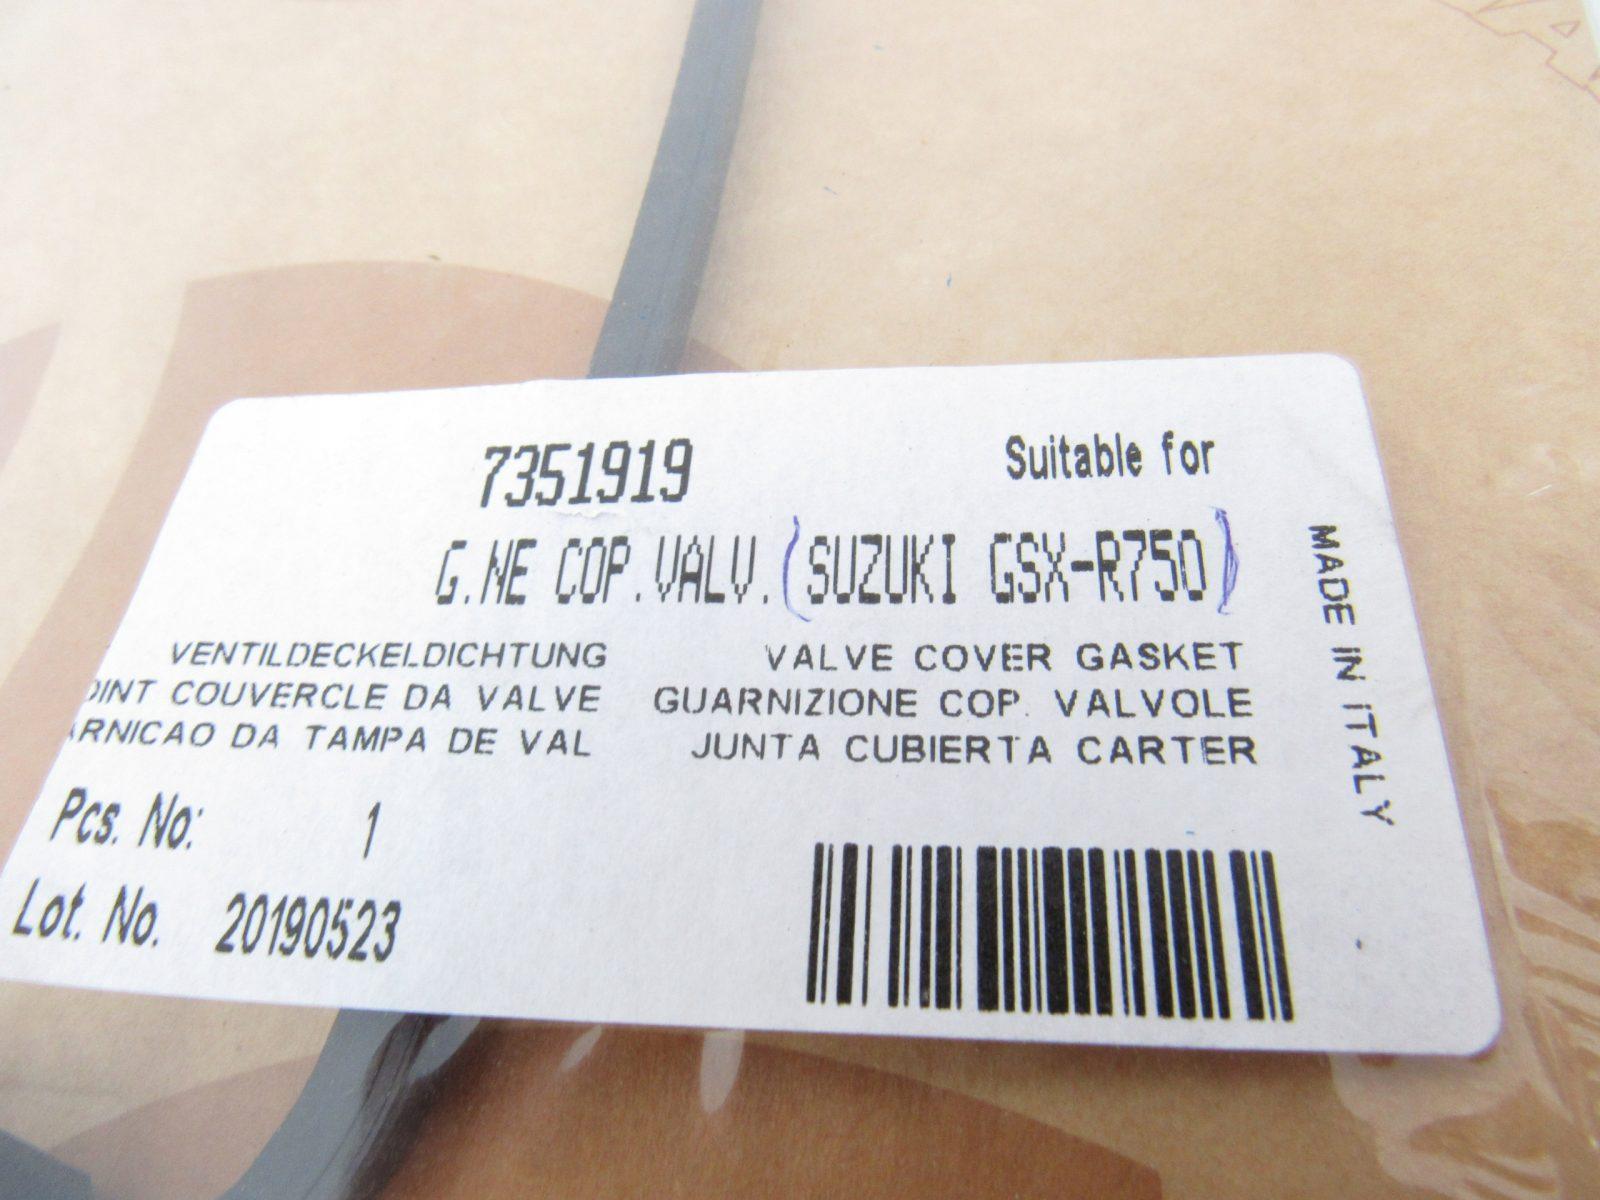 7351919 Suitable for
G.NE COP.VALV.(SUZUKI GSX-R750)
VENTILDECKELDICHTUNG VALVE COVER GASKET
OINT COUVERCLE DA VALVE GUARNIZIONE COP. VALVOLE
ARNICAO DA TAMPA DE VAL JUNTA CUBIERTA CARTER
Pcs. No: 1
Lot. No. 20190523
MADE IN ITALY